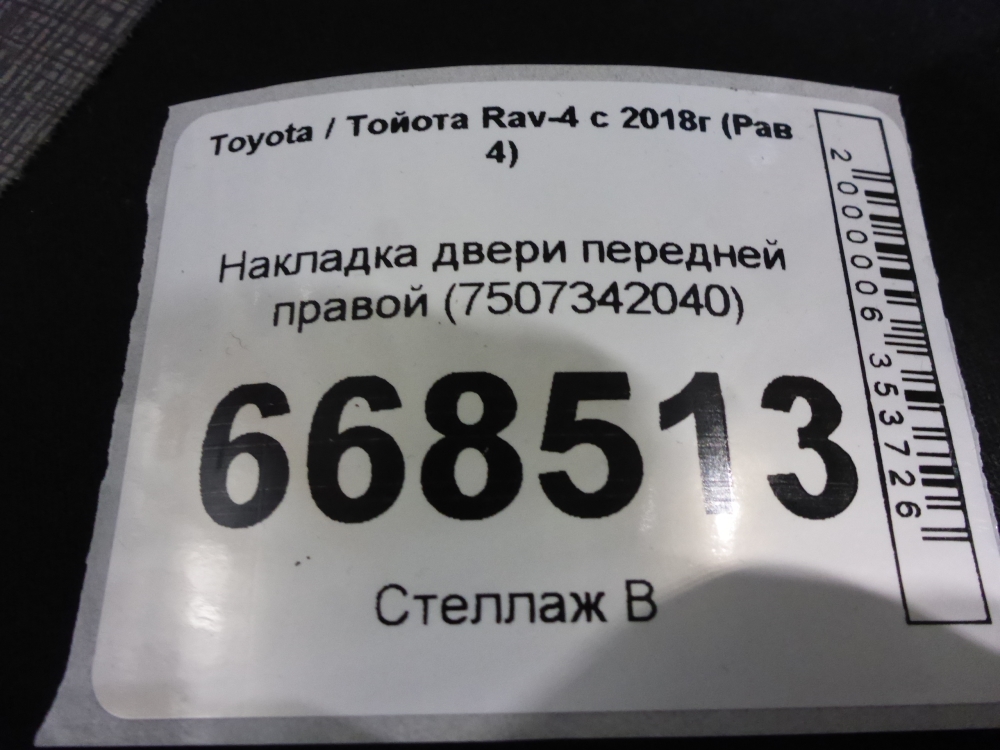 Toyota / Тойота Rav-4 с 2018г (Рав
4)
Накладка двери передней
правой (7507342040)
668513
Стеллаж В
2000006353726